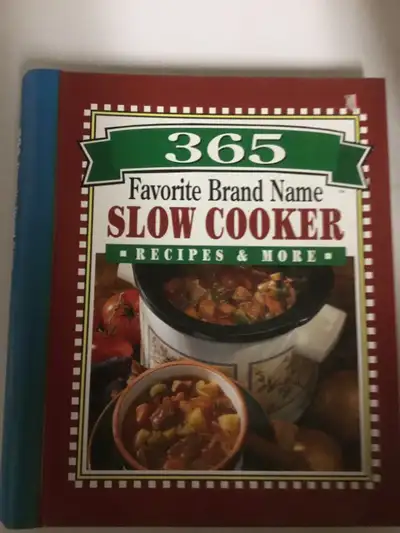 365
Favorite Brand Name
SLOW COOKER
RECIPES & MORE